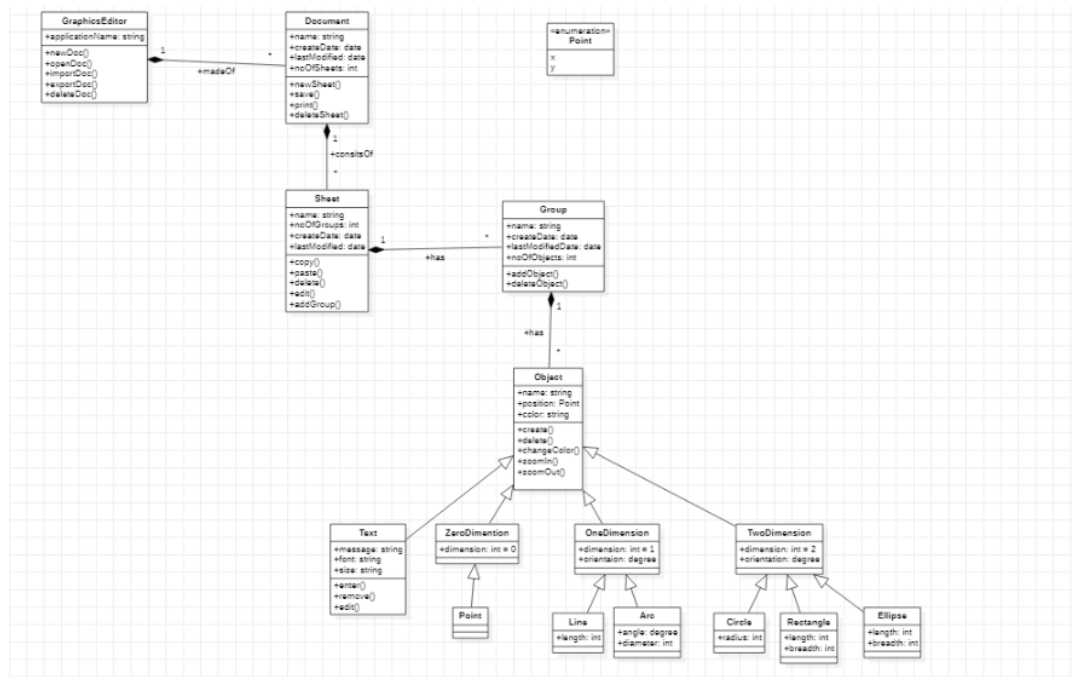 GraphicsEditor
+applicationName: string
+newDoc()
+openDoc()
+importDoc()
+exportDoc()
+deleteDoc()
1
*
+madeOf
Document
+name: string
+createDate: date
+lastModified: date
+noOfSheets: int
+newSheet()
+save()
+print()
+deleteSheet()
«enumeration»
Point
x
y
1
+consitsOf
*
Sheet
+name: string
+noOfGroups: int
+createDate: date
+lastModified: date
+copy()
+paste()
+delete()
+edit()
+addGroup()
1
*
+has
Group
+name: string
+createDate: date
+lastModifiedDate: date
+noOfObjects: int
+addObject()
+deleteObject()
1
+has
*
Object
+name: string
+position: Point
+color: string
+create()
+delete()
+changeColor()
+zoomIn()
+zoomOut()
Text
+message: string
+font: string
+size: string
+enter()
+remove()
+edit()
ZeroDimention
+dimension: int = 0
OneDimension
+dimension: int = 1
+orientaion: degree
TwoDimension
+dimension: int = 2
+orientation: degree
Point
Line
+length: int
Arc
+angle: degree
+diameter: int
Circle
+radius: int
Rectangle
+length: int
+breadth: int
Ellipse
+length: int
+breadth: int